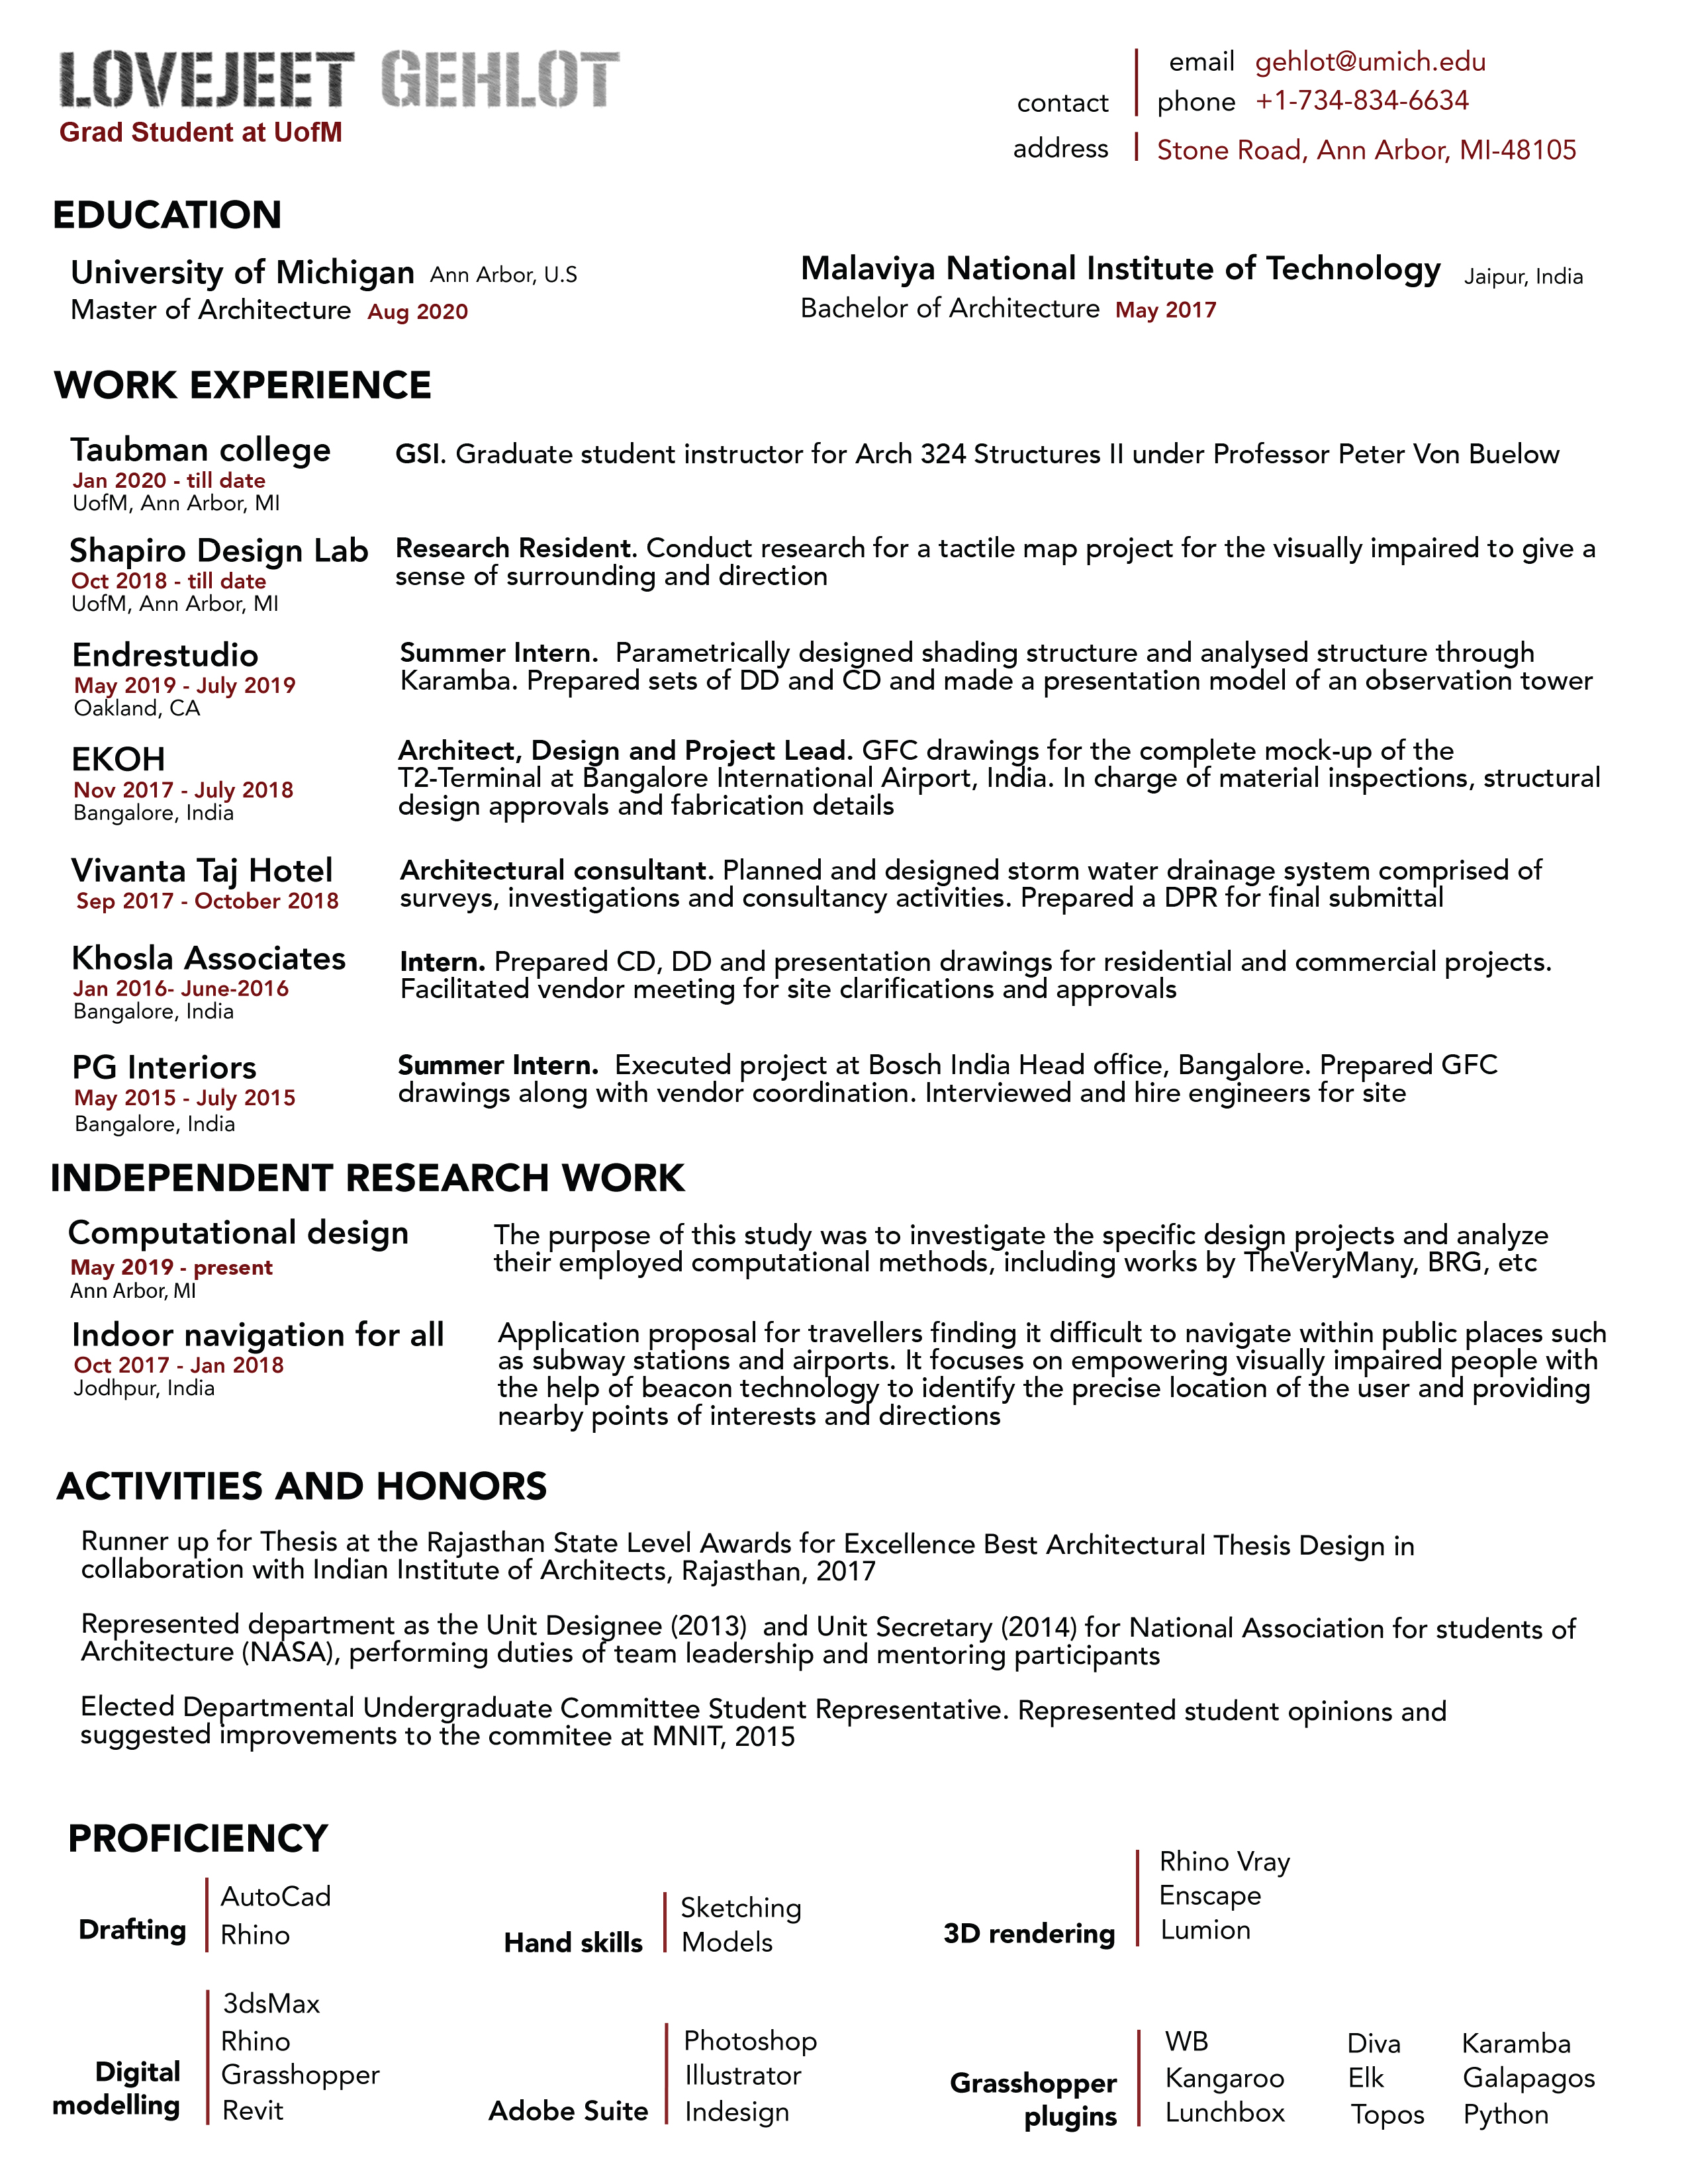 LOVEJEET GEHLOT
Grad Student at UofM
contact
email gehlot@umich.edu
phone +1-734-834-6634
address Stone Road, Ann Arbor, MI-48105
EDUCATION
University of Michigan Ann Arbor, U.S
Master of Architecture Aug 2020
Malaviya National Institute of Technology Jaipur, India
Bachelor of Architecture May 2017
WORK EXPERIENCE
Taubman college
Jan 2020 - till date
UofM, Ann Arbor, MI
GSI. Graduate student instructor for Arch 324 Structures II under Professor Peter Von Buelow
Shapiro Design Lab
Oct 2018 - till date
UofM, Ann Arbor, MI
Research Resident. Conduct research for a tactile map project for the visually impaired to give a
sense of surrounding and direction
Endrestudio
May 2019 - July 2019
Oakland, CA
Summer Intern. Parametrically designed shading structure and analysed structure through
Karamba. Prepared sets of DD and CD and made a presentation model of an observation tower
EKOH
Nov 2017 - July 2018
Bangalore, India
Architect, Design and Project Lead. GFC drawings for the complete mock-up of the
T2-Terminal at Bangalore International Airport, India. In charge of material inspections, structural
design approvals and fabrication details
Vivanta Taj Hotel
Sep 2017 - October 2018
Architectural consultant. Planned and designed storm water drainage system comprised of
surveys, investigations and consultancy activities. Prepared a DPR for final submittal
Khosla Associates
Jan 2016- June-2016
Bangalore, India
Intern. Prepared CD, DD and presentation drawings for residential and commercial projects.
Facilitated vendor meeting for site clarifications and approvals
PG Interiors
May 2015 - July 2015
Bangalore, India
Summer Intern. Executed project at Bosch India Head office, Bangalore. Prepared GFC
drawings along with vendor coordination. Interviewed and hire engineers for site
INDEPENDENT RESEARCH WORK
Computational design
May 2019 - present
Ann Arbor, MI
The purpose of this study was to investigate the specific design projects and analyze
their employed computational methods, including works by TheVeryMany, BRG, etc
Indoor navigation for all
Oct 2017 - Jan 2018
Jodhpur, India
Application proposal for travellers finding it difficult to navigate within public places such
as subway stations and airports. It focuses on empowering visually impaired people with
the help of beacon technology to identify the precise location of the user and providing
nearby points of interests and directions
ACTIVITIES AND HONORS
Runner up for Thesis at the Rajasthan State Level Awards for Excellence Best Architectural Thesis Design in
collaboration with Indian Institute of Architects, Rajasthan, 2017
Represented department as the Unit Designee (2013) and Unit Secretary (2014) for National Association for students of
Architecture (NASA), performing duties of team leadership and mentoring participants
Elected Departmental Undergraduate Committee Student Representative. Represented student opinions and
suggested improvements to the commitee at MNIT, 2015
PROFICIENCY
Drafting
AutoCad
Rhino
Hand skills
Sketching
Models
3D rendering
Rhino Vray
Enscape
Lumion
Digital
modelling
3dsMax
Rhino
Grasshopper
Revit
Adobe Suite
Photoshop
Illustrator
Indesign
Grasshopper
plugins
WB Diva Karamba
Kangaroo Elk Galapagos
Lunchbox Topos Python